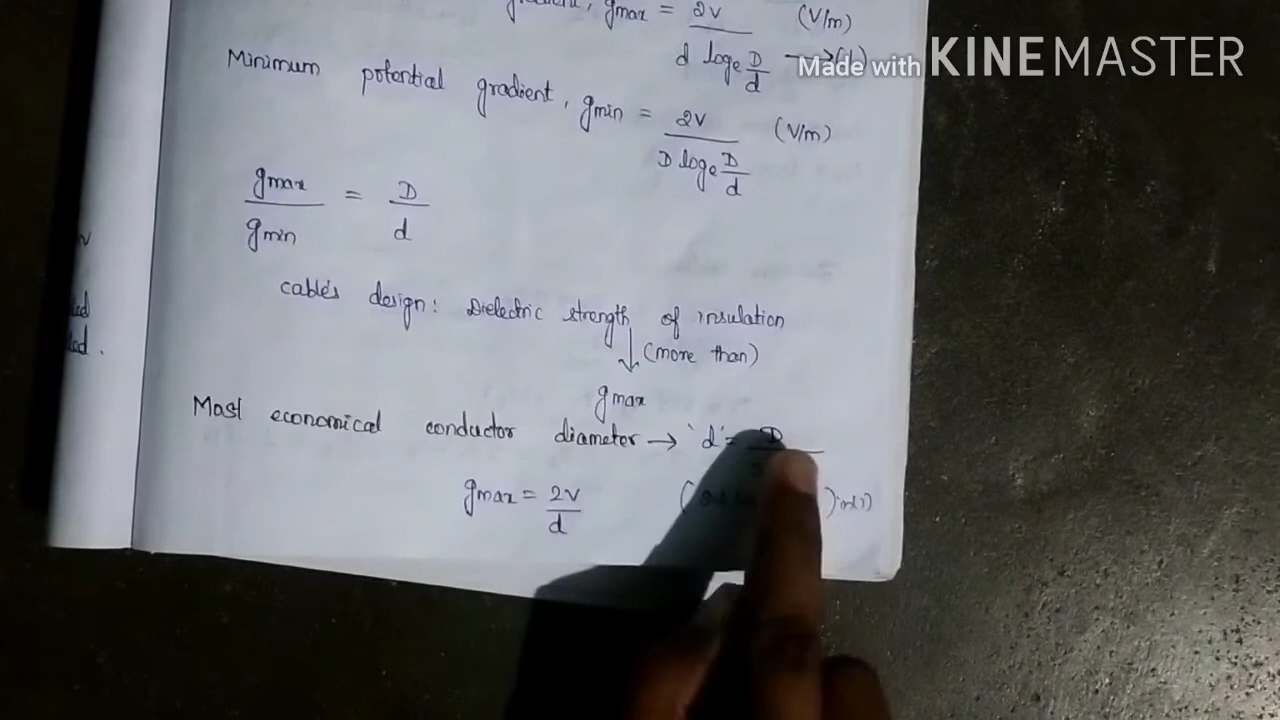 gmax = 2V (V/m)
d loge D/d
Made with KINEMASTER
Minimum potential gradient, gmin = 2V (V/m)
D loge D/d
gmax = D
gmin d
cables design: Dielectric strength of insulation
(more than)
gmax
Most economical conductor diameter → 'd' = D
gmax = 2V
d